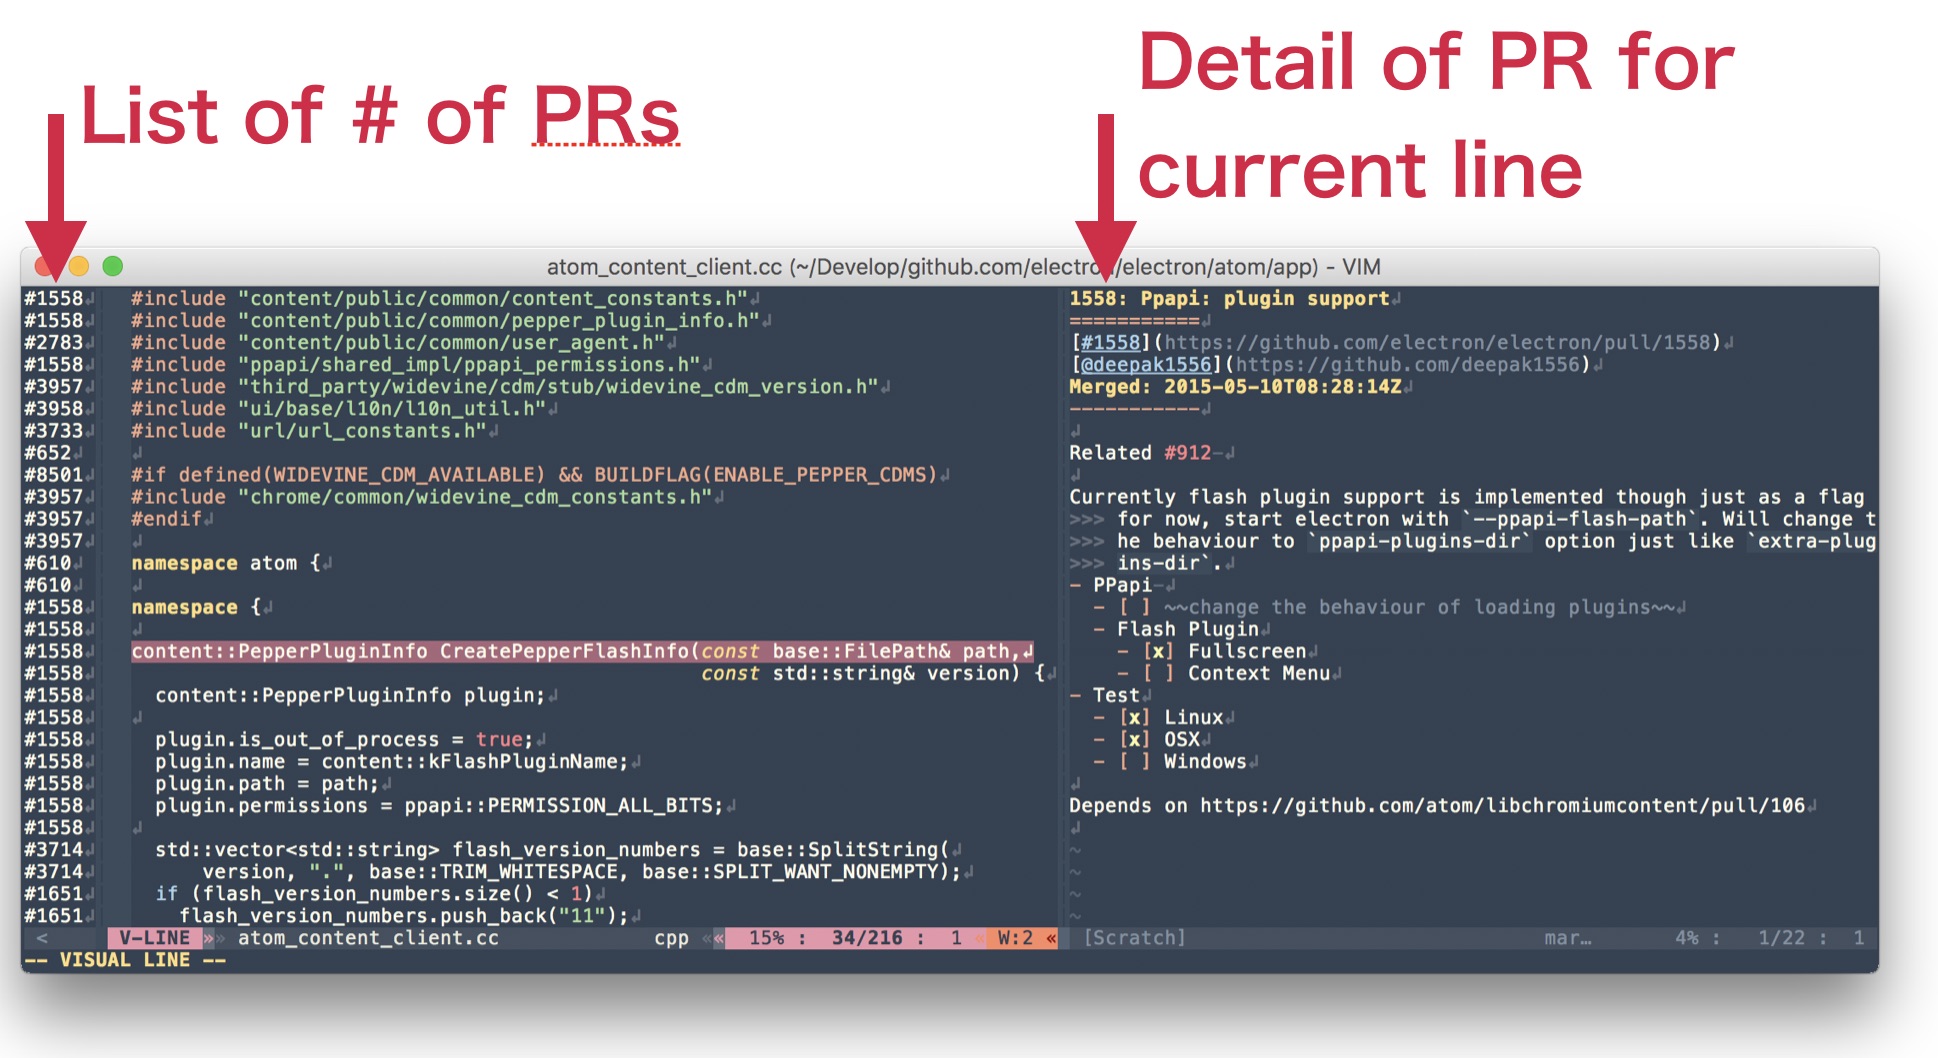 List of # of PRs
Detail of PR for
current line
atom_content_client.cc (~/Develop/github.com/electron/electron/atom/app) - VIM
#1558 #include "content/public/common/content_constants.h"
#1558 #include "content/public/common/pepper_plugin_info.h"
#2783 #include "content/public/common/user_agent.h"
#1558 #include "ppapi/shared_impl/ppapi_permissions.h"
#3957 #include "third_party/widevine/cdm/stub/widevine_cdm_version.h"
#3958 #include "ui/base/l10n/l10n_util.h"
#3733 #include "url/url_constants.h"
#652
#8501 #if defined(WIDEVINE_CDM_AVAILABLE) && BUILDFLAG(ENABLE_PEPPER_CDMS)
#3957 #include "chrome/common/widevine_cdm_constants.h"
#3957 #endif
#3957
#610 namespace atom {
#610
#1558 namespace {
#1558
#1558 content::PepperPluginInfo CreatePepperFlashInfo(const base::FilePath& path,
#1558 const std::string& version) {
#1558 content::PepperPluginInfo plugin;
#1558
#1558 plugin.is_out_of_process = true;
#1558 plugin.name = content::kFlashPluginName;
#1558 plugin.path = path;
#1558 plugin.permissions = ppapi::PERMISSION_ALL_BITS;
#1558
#3714 std::vector<std::string> flash_version_numbers = base::SplitString(
#3714 version, ".", base::TRIM_WHITESPACE, base::SPLIT_WANT_NONEMPTY);
#1651 if (flash_version_numbers.size() < 1)
#1651 flash_version_numbers.push_back("11");
< V-LINE »» atom_content_client.cc cpp «« 15% : 34/216 : 1 « W:2 «
-- VISUAL LINE --
1558: Ppapi: plugin support
===========
[#1558](https://github.com/electron/electron/pull/1558)
[@deepak1556](https://github.com/deepak1556)
Merged: 2015-05-10T08:28:14Z
-----------
Related #912-
Currently flash plugin support is implemented though just as a flag
>>> for now, start electron with `--ppapi-flash-path`. Will change t
>>> he behaviour to `ppapi-plugins-dir` option just like `extra-plug
>>> ins-dir`.
- PPapi-
- [ ] ~~change the behaviour of loading plugins~~
- Flash Plugin
- [x] Fullscreen
- [ ] Context Menu
- Test
- [x] Linux
- [x] OSX
- [ ] Windows
Depends on https://github.com/atom/libchromiumcontent/pull/106
~
~
~
~
[Scratch] mar… 4% : 1/22 : 1